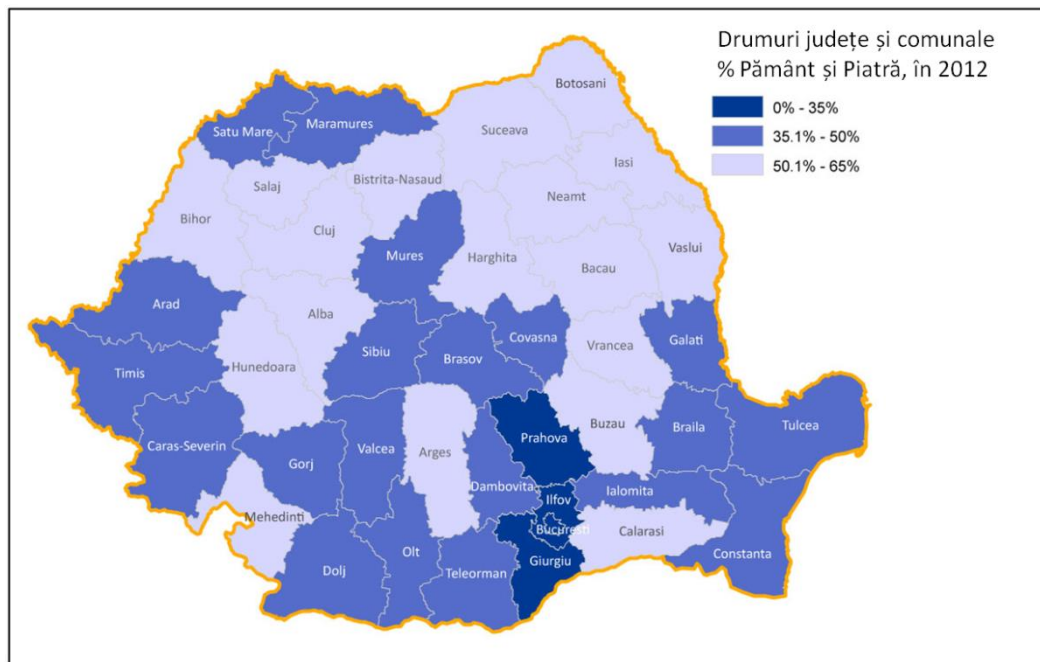 Drumuri județe și comunale
% Pământ și Piatră, în 2012
0% - 35%
35.1% - 50%
50.1% - 65%
Botosani
Suceava
Maramures
Satu Mare
Iasi
Bistrita-Nasaud
Salaj
Neamt
Bihor
Cluj
Vaslui
Mures
Harghita
Bacau
Arad
Alba
Covasna
Vrancea
Galati
Sibiu
Brasov
Hunedoara
Timis
Buzau
Braila
Tulcea
Prahova
Caras-Severin
Valcea
Arges
Gorj
Dambovita
Ialomita
Ilfov
Mehedinti
Bucuresti
Calarasi
Olt
Constanta
Giurgiu
Dolj
Teleorman